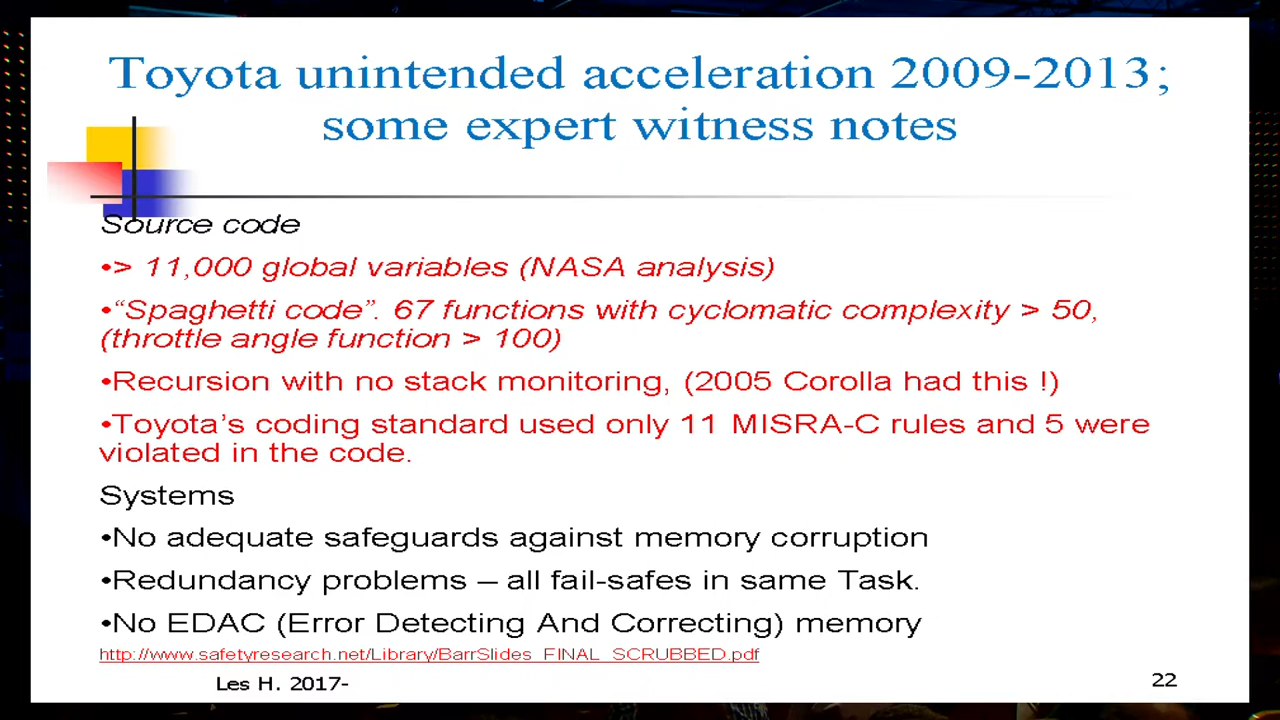 Toyota unintended acceleration 2009-2013;
some expert witness notes
Source code
•> 11,000 global variables (NASA analysis)
•“Spaghetti code”. 67 functions with cyclomatic complexity > 50,
(throttle angle function > 100)
•Recursion with no stack monitoring, (2005 Corolla had this !)
•Toyota’s coding standard used only 11 MISRA-C rules and 5 were
violated in the code.
Systems
•No adequate safeguards against memory corruption
•Redundancy problems – all fail-safes in same Task.
•No EDAC (Error Detecting And Correcting) memory
http://www.safetyresearch.net/Library/BarrSlides_FINAL_SCRUBBED.pdf
Les H. 2017-
22